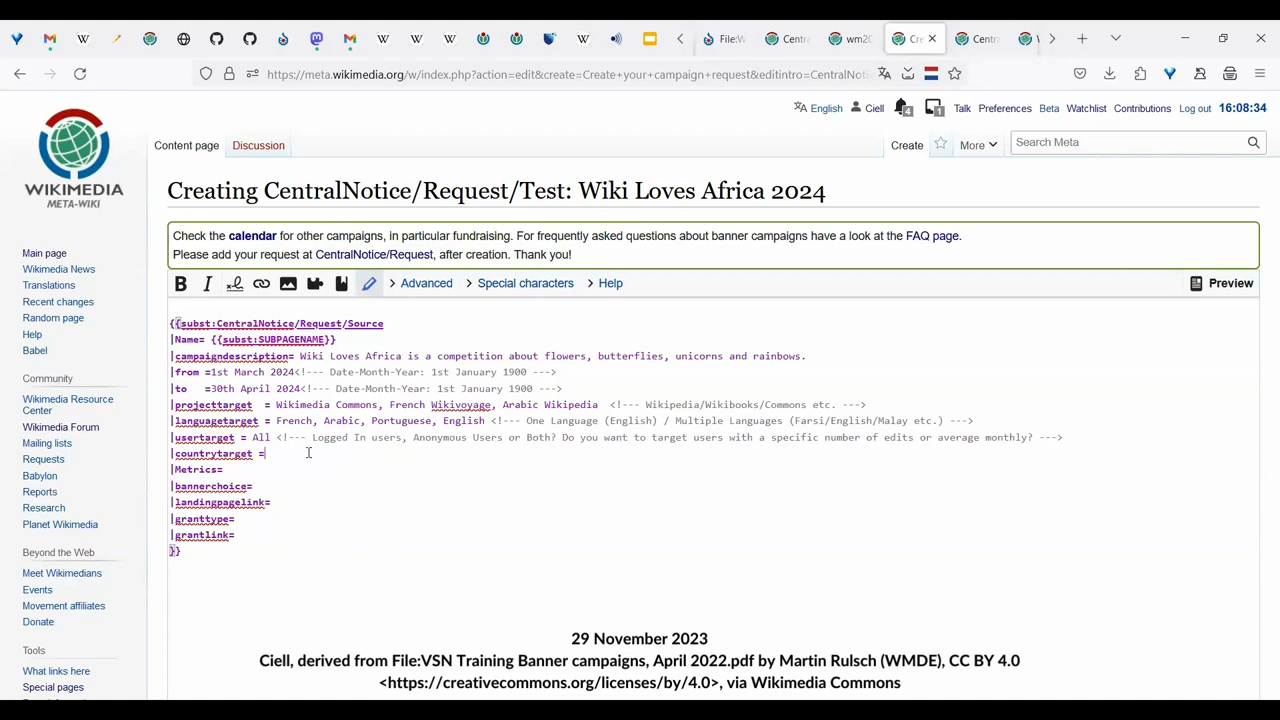 File:W
Centra
wm20
Cr
Centr
W
https://meta.wikimedia.org/w/index.php?action=edit&create=Create+your+campaign+request&editintro=CentralNoti
WIKIMEDIA
META-WIKI
English
Ciell
4
1
Talk
Preferences
Beta
Watchlist
Contributions
Log out
16:08:34
Content page
Discussion
Create
More
Search Meta
Creating CentralNotice/Request/Test: Wiki Loves Africa 2024
Check the calendar for other campaigns, in particular fundraising. For frequently asked questions about banner campaigns have a look at the FAQ page.
Please add your request at CentralNotice/Request, after creation. Thank you!
Advanced
Special characters
Help
Preview
{{subst:CentralNotice/Request/Source
|Name= {{subst:SUBPAGENAME}}
|campaigndescription= Wiki Loves Africa is a competition about flowers, butterflies, unicorns and rainbows.
|from =1st March 2024<!--- Date-Month-Year: 1st January 1900 --->
|to =30th April 2024<!--- Date-Month-Year: 1st January 1900 --->
|projecttarget = Wikimedia Commons, French Wikivoyage, Arabic Wikipedia <!--- Wikipedia/Wikibooks/Commons etc. --->
|languagetarget = French, Arabic, Portuguese, English <!--- One Language (English) / Multiple Languages (Farsi/English/Malay etc.) --->
|usertarget = All <!--- Logged In users, Anonymous Users or Both? Do you want to target users with a specific number of edits or average monthly? --->
|countrytarget =
|Metrics=
|bannerchoice=
|landingpagelink=
|granttype=
|grantlink=
}}
Main page
Wikimedia News
Translations
Recent changes
Random page
Help
Babel
Community
Wikimedia Resource
Center
Wikimedia Forum
Mailing lists
Requests
Babylon
Reports
Research
Planet Wikimedia
Beyond the Web
Meet Wikimedians
Events
Movement affiliates
Donate
Tools
What links here
Special pages
29 November 2023
Ciell, derived from File:VSN Training Banner campaigns, April 2022.pdf by Martin Rulsch (WMDE), CC BY 4.0
<https://creativecommons.org/licenses/by/4.0>, via Wikimedia Commons